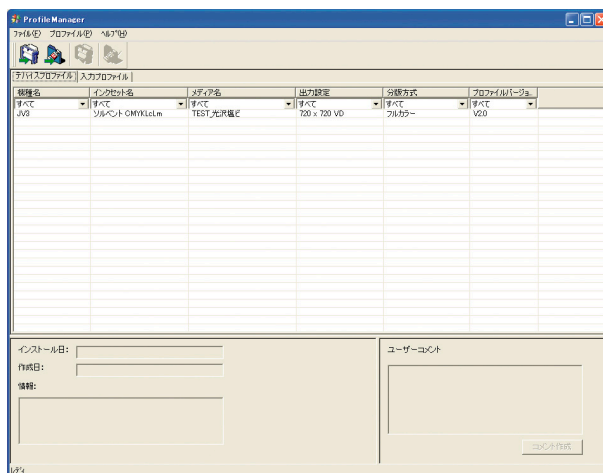 ProfileManager
ファイル(F) プロファイル(P) ヘルプ(H)
デバイスプロファイル 入力プロファイル
機種名 インクセット名 メディア名 出力設定 分版方式 プロファイルバージョ..
すべて すべて すべて すべて すべて すべて
JV3 ソルベント CMYKLcLm TEST_光沢塩ビ 720 x 720 VD フルカラー V2.0
インストール日: ユーザーコメント
作成日:
情報:
コメント作成
レディ